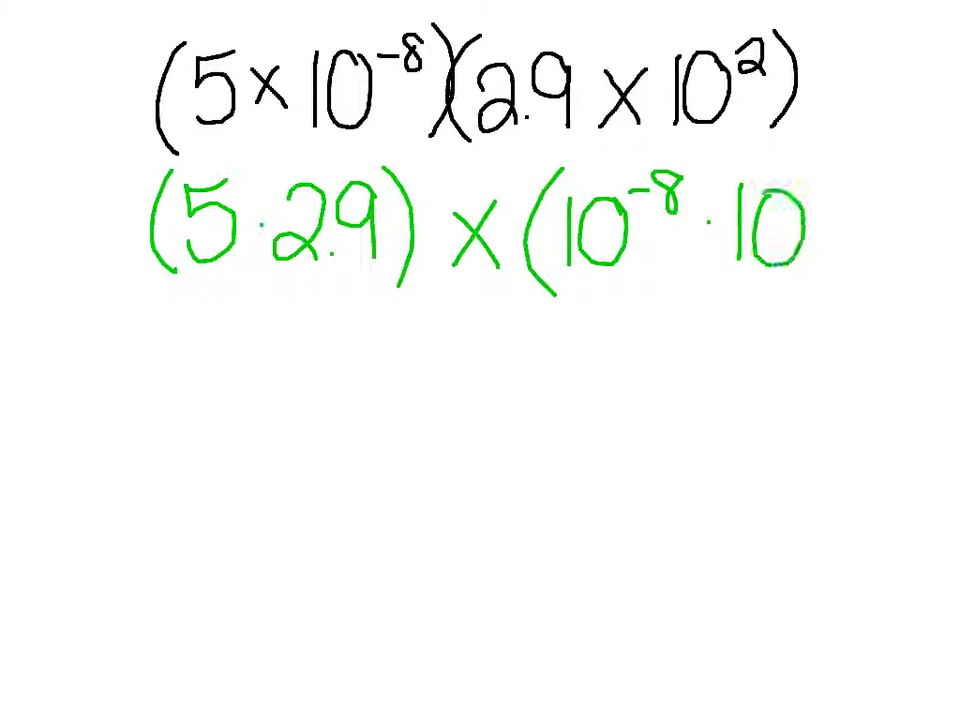 (5 × 10⁻⁸)(2.9 × 10²)
(5 · 2.9) × (10⁻⁸ · 10